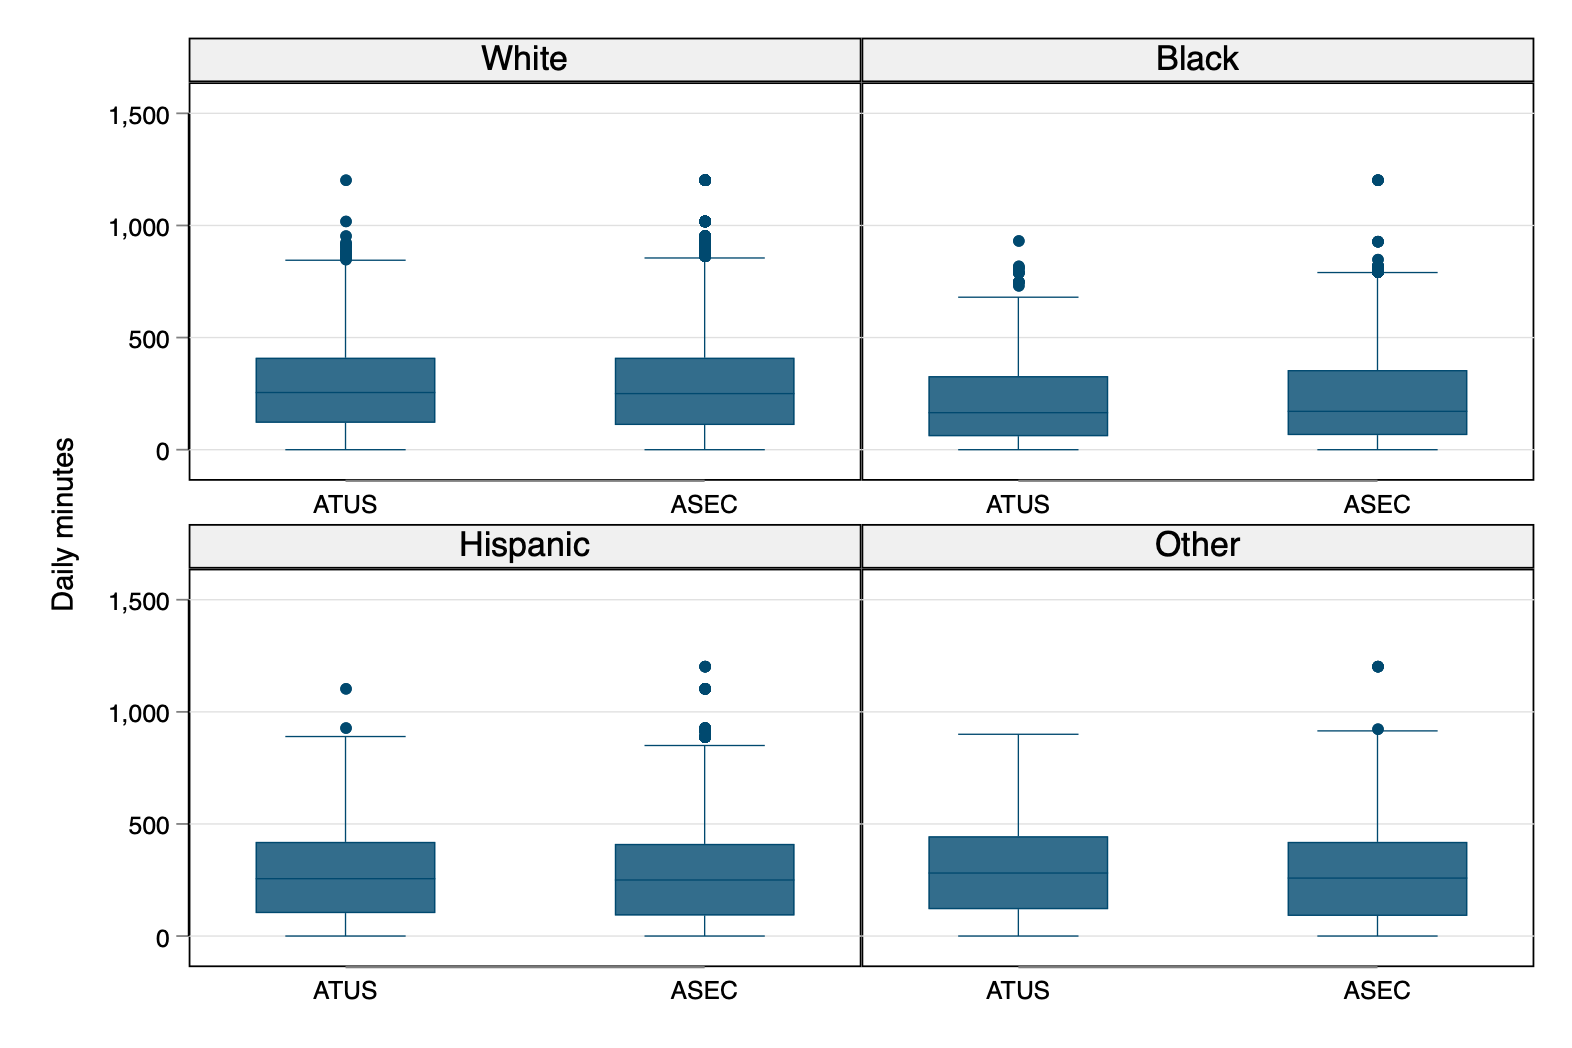 Daily minutes
White
Black
1,500
1,000
500
0
ATUS
ASEC
ATUS
ASEC
Hispanic
Other
1,500
1,000
500
0
ATUS
ASEC
ATUS
ASEC